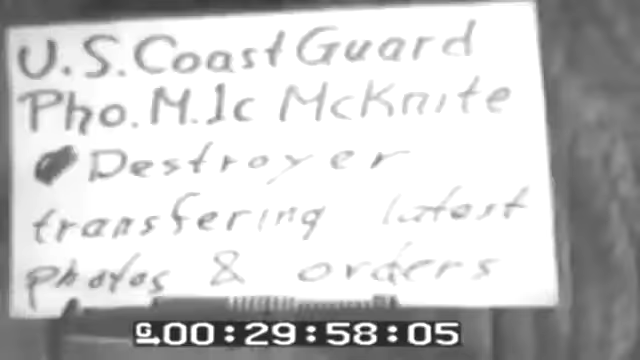 U.S. Coast Guard
Pho. M. 1c McKnite
Destroyer
transfering latest
photos & orders
G 00:29:58:05